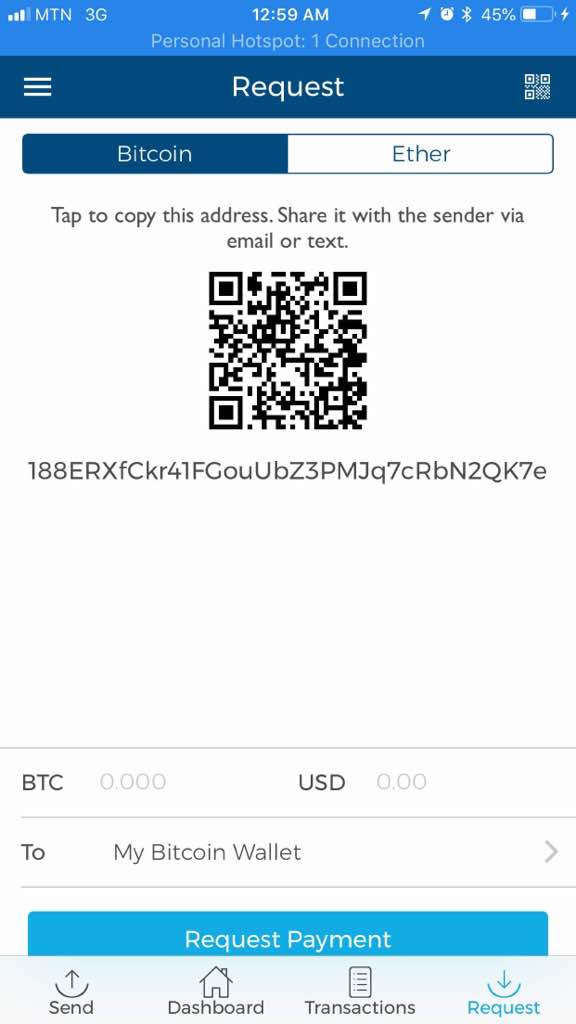 MTN 3G 12:59 AM 45%
Personal Hotspot: 1 Connection
Request
Bitcoin Ether
Tap to copy this address. Share it with the sender via
email or text.
188ERXfCkr41FGouUbZ3PMJq7cRbN2QK7e
BTC 0.000 USD 0.00
To My Bitcoin Wallet
Request Payment
Send Dashboard Transactions Request